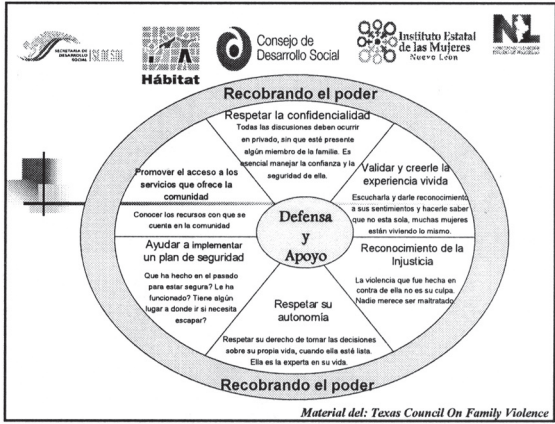 SECRETARIA DE
DESARROLLO
SOCIAL
SEDESOL
Hábitat
Consejo de
Desarrollo Social
Instituto Estatal
de las Mujeres
Nuevo León
NL
Recobrando el poder
Respetar la confidencialidad
Todas las discusiones deben ocurrir
en privado, sin que esté presente
algún miembro de la familia. Es
esencial manejar la confianza y la
seguridad de ella.
Validar y creerle la
experiencia vivida
Escucharla y darle reconocimiento
a sus sentimientos y hacerle saber
que no esta sola, muchas mujeres
están viviendo lo mismo.
Reconocimiento de la
Injusticia
La violencia que fue hecha en
contra de ella no es su culpa.
Nadie merece ser maltratado.
Respetar su
autonomía
Respetar su derecho de tomar las decisiones
sobre su propia vida, cuando ella esté lista.
Ella es la experta en su vida.
Ayudar a implementar
un plan de seguridad
Que ha hecho en el pasado
para estar segura? Le ha
funcionado? Tiene algún
lugar a donde ir si necesita
escapar?
Promover el acceso a los
servicios que ofrece la
comunidad
Conocer los recursos con que se
cuenta en la comunidad
Defensa
y
Apoyo
Recobrando el poder
Material del: Texas Council On Family Violence